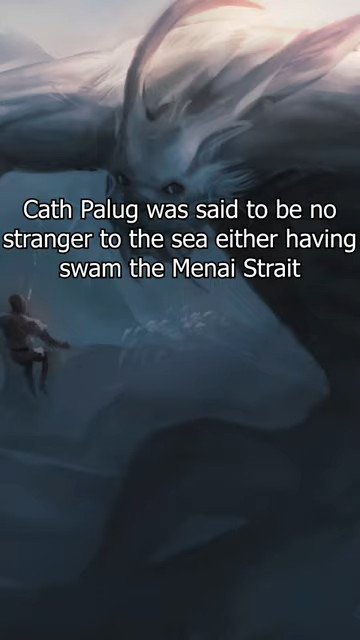 Cath Palug was said to be no
stranger to the sea either having
swam the Menai Strait